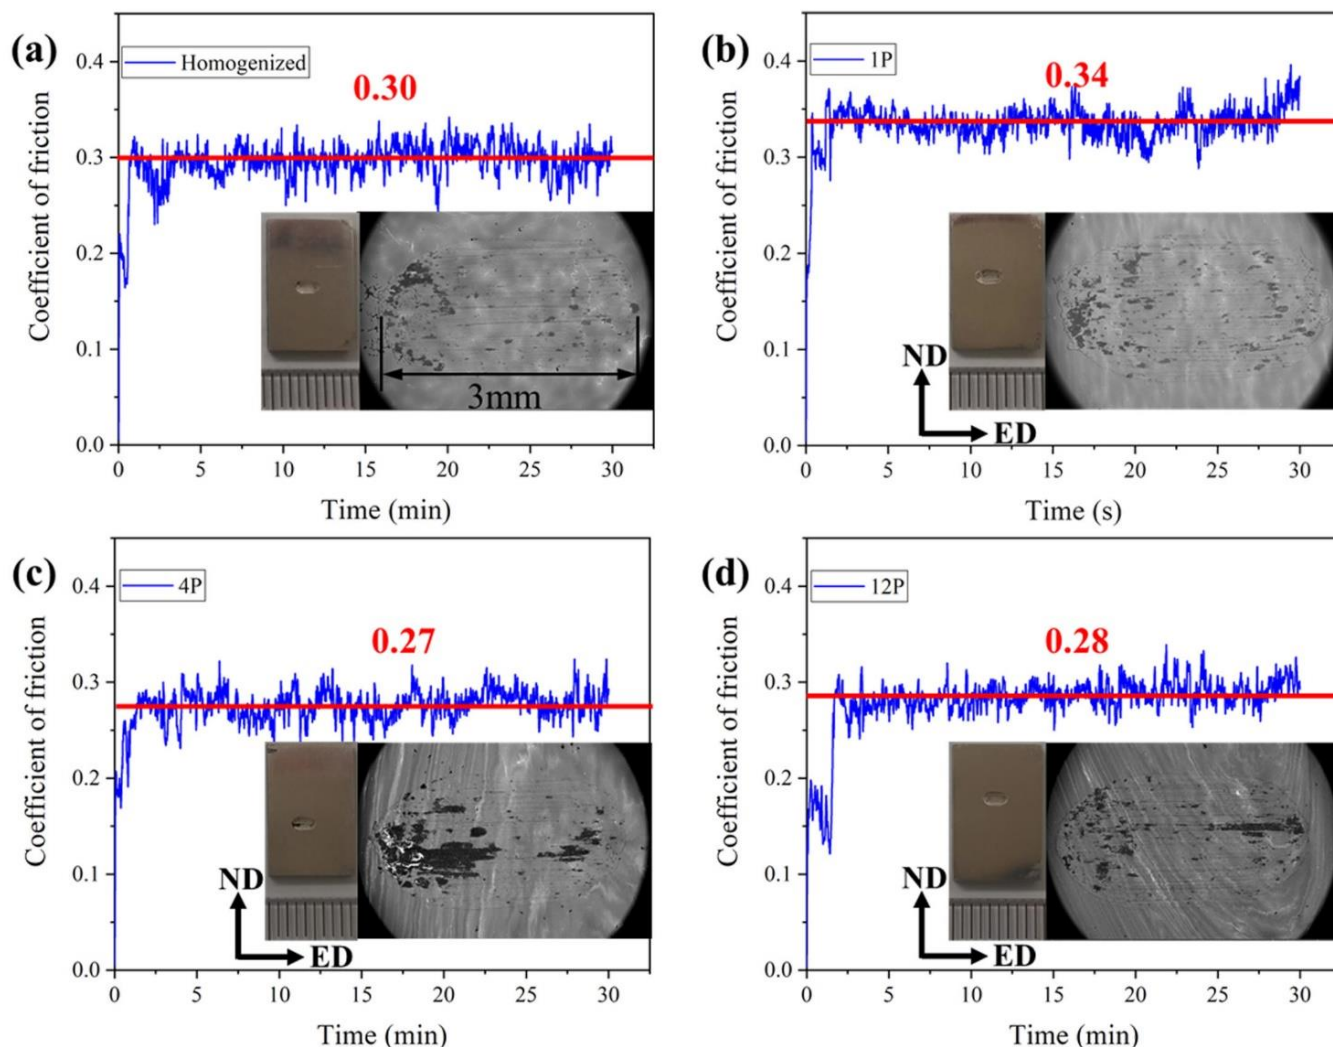 (a)
Homogenized
0.30
Coefficient of friction
0.4
0.3
0.2
0.1
0.0
3mm
0 5 10 15 20 25 30
Time (min)
(b)
1P
0.34
Coefficient of friction
0.4
0.3
0.2
0.1
0.0
ND
ED
0 5 10 15 20 25 30
Time (s)
(c)
4P
0.27
Coefficient of friction
0.4
0.3
0.2
0.1
0.0
ND
ED
0 5 10 15 20 25 30
Time (min)
(d)
12P
0.28
Coefficient of friction
0.4
0.3
0.2
0.1
0.0
ND
ED
0 5 10 15 20 25 30
Time (min)